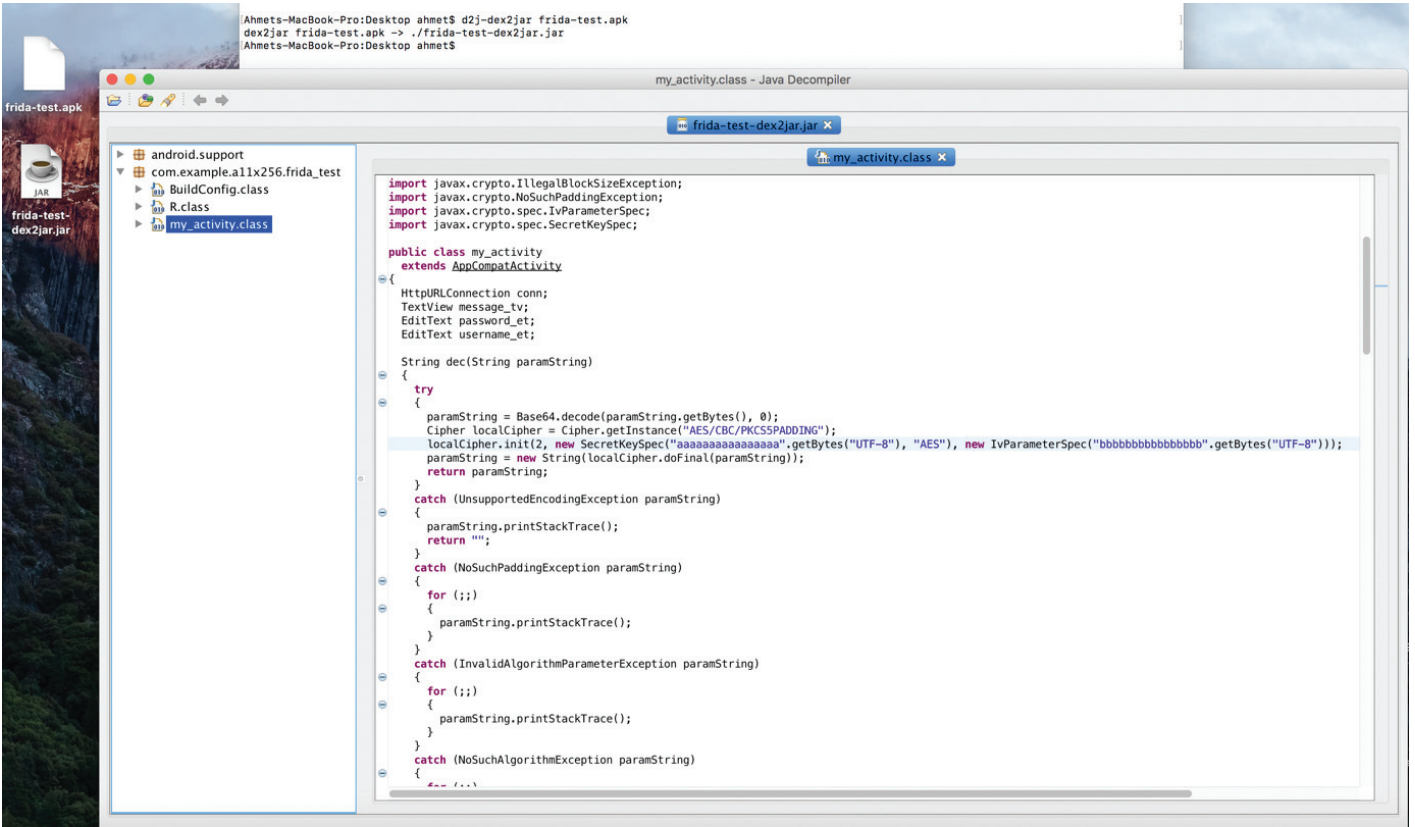 Ahmets-MacBook-Pro:Desktop ahmet$ d2j-dex2jar frida-test.apk
dex2jar frida-test.apk -> ./frida-test-dex2jar.jar
Ahmets-MacBook-Pro:Desktop ahmet$
frida-test.apk
JAR
frida-test-
dex2jar.jar
my_activity.class - Java Decompiler
frida-test-dex2jar.jar
android.support
com.example.a11x256.frida_test
BuildConfig.class
R.class
my_activity.class
my_activity.class
import javax.crypto.IllegalBlockSizeException;
import javax.crypto.NoSuchPaddingException;
import javax.crypto.spec.IvParameterSpec;
import javax.crypto.spec.SecretKeySpec;
public class my_activity
extends AppCompatActivity
{
HttpURLConnection conn;
TextView message_tv;
EditText password_et;
EditText username_et;
String dec(String paramString)
{
try
{
paramString = Base64.decode(paramString.getBytes(), 0);
Cipher localCipher = Cipher.getInstance("AES/CBC/PKCS5PADDING");
localCipher.init(2, new SecretKeySpec("aaaaaaaaaaaaaaaa".getBytes("UTF-8"), "AES"), new IvParameterSpec("bbbbbbbbbbbbbbbb".getBytes("UTF-8")));
paramString = new String(localCipher.doFinal(paramString));
return paramString;
}
catch (UnsupportedEncodingException paramString)
{
paramString.printStackTrace();
return "";
}
catch (NoSuchPaddingException paramString)
{
for (;;)
{
paramString.printStackTrace();
}
}
catch (InvalidAlgorithmParameterException paramString)
{
for (;;)
{
paramString.printStackTrace();
}
}
catch (NoSuchAlgorithmException paramString)
{
for (;;)